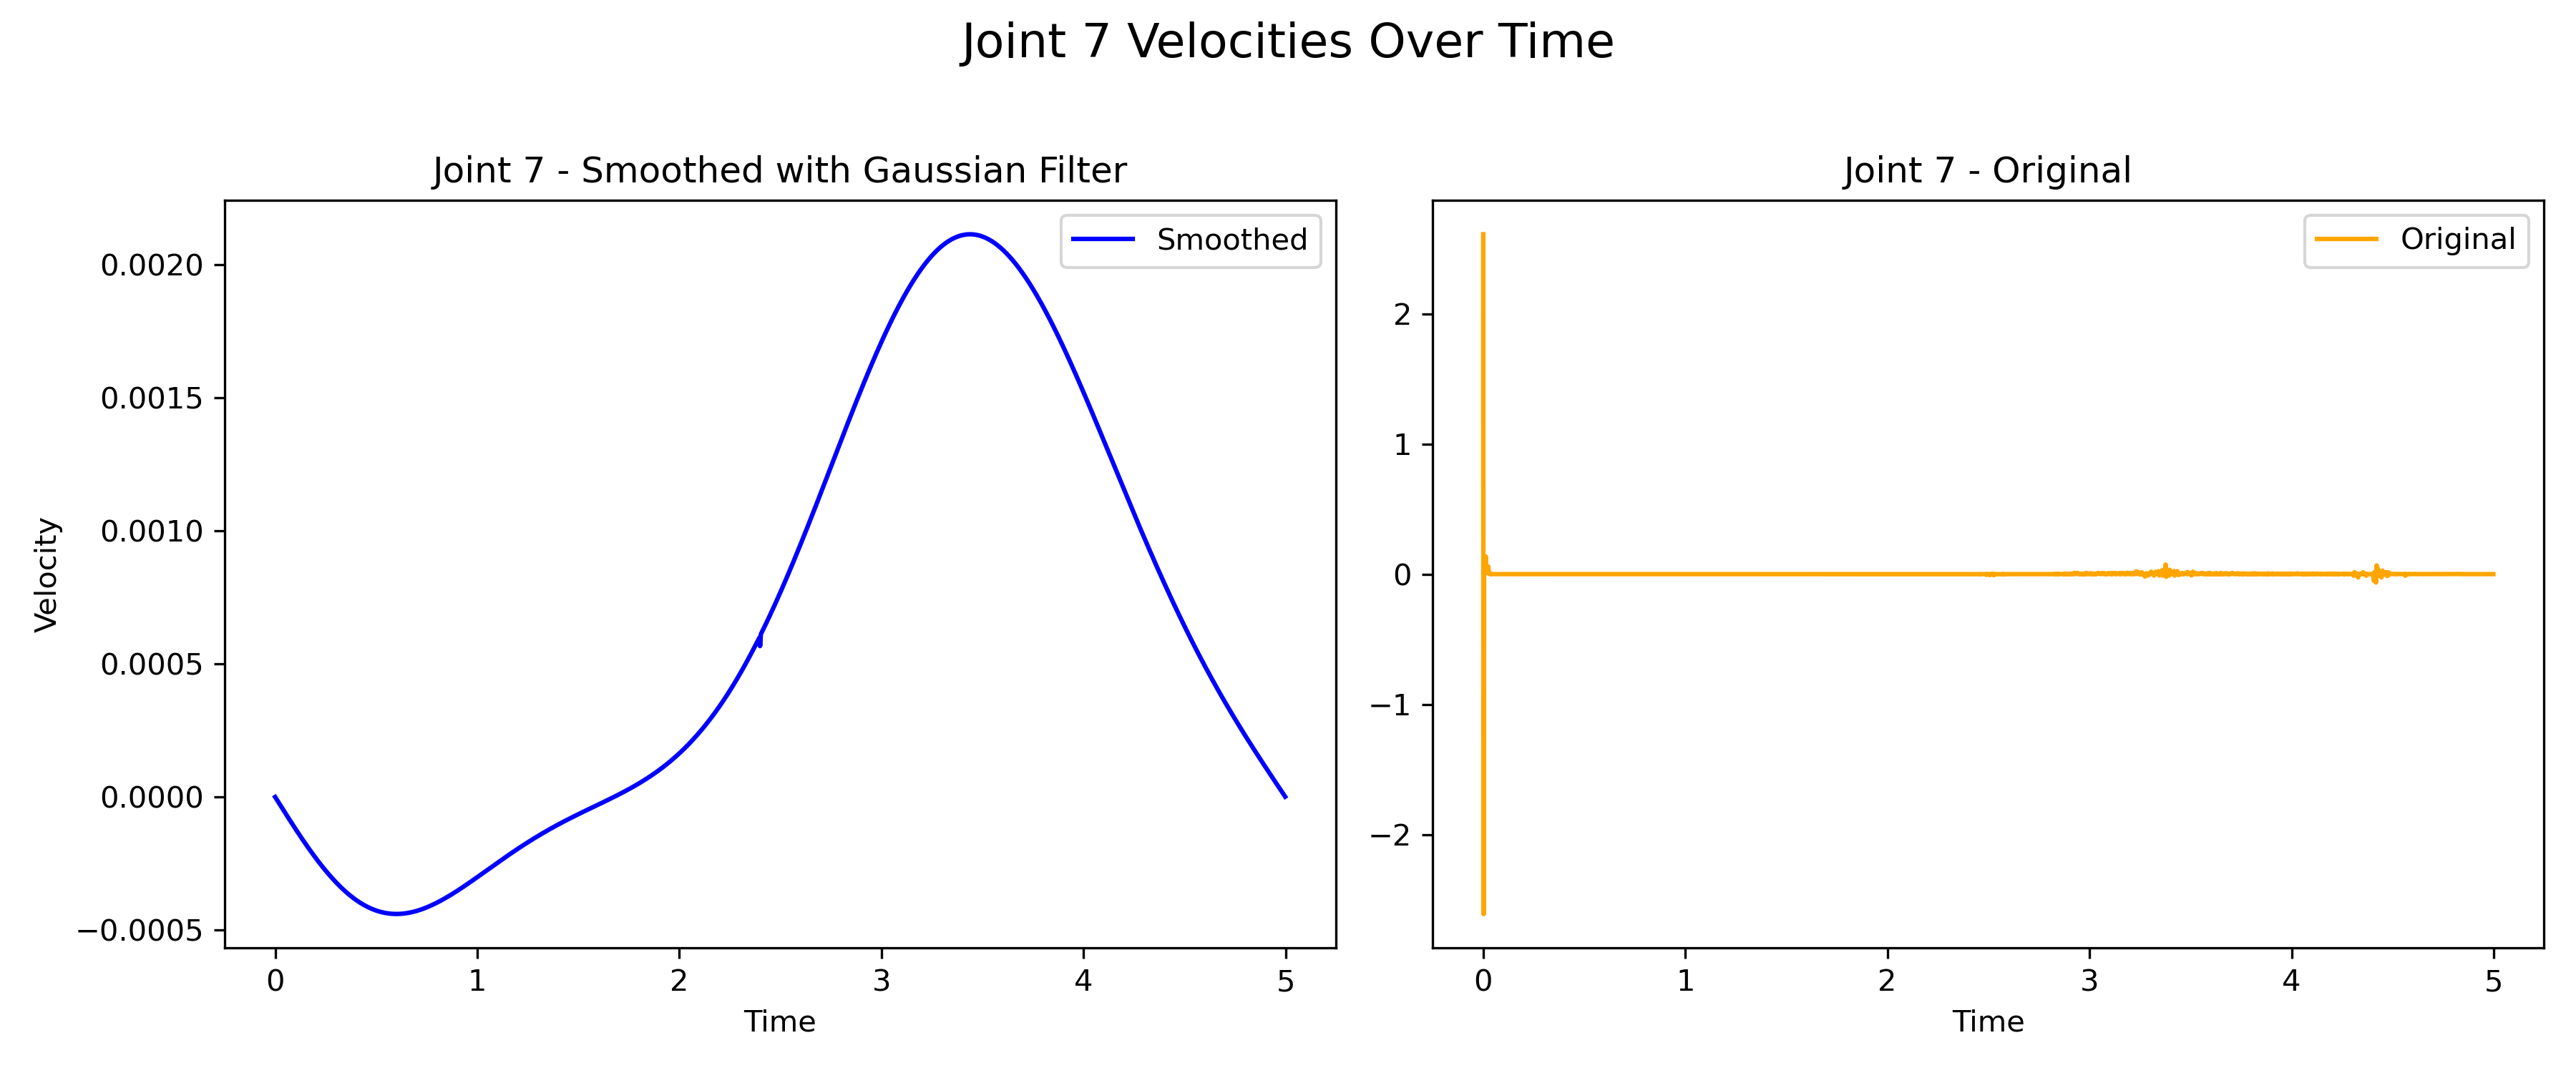 Joint 7 Velocities Over Time
Joint 7 - Smoothed with Gaussian Filter
Smoothed
0.0020
0.0015
0.0010
0.0005
0.0000
−0.0005
Velocity
0 1 2 3 4 5
Time
Joint 7 - Original
Original
2
1
0
−1
−2
0 1 2 3 4 5
Time